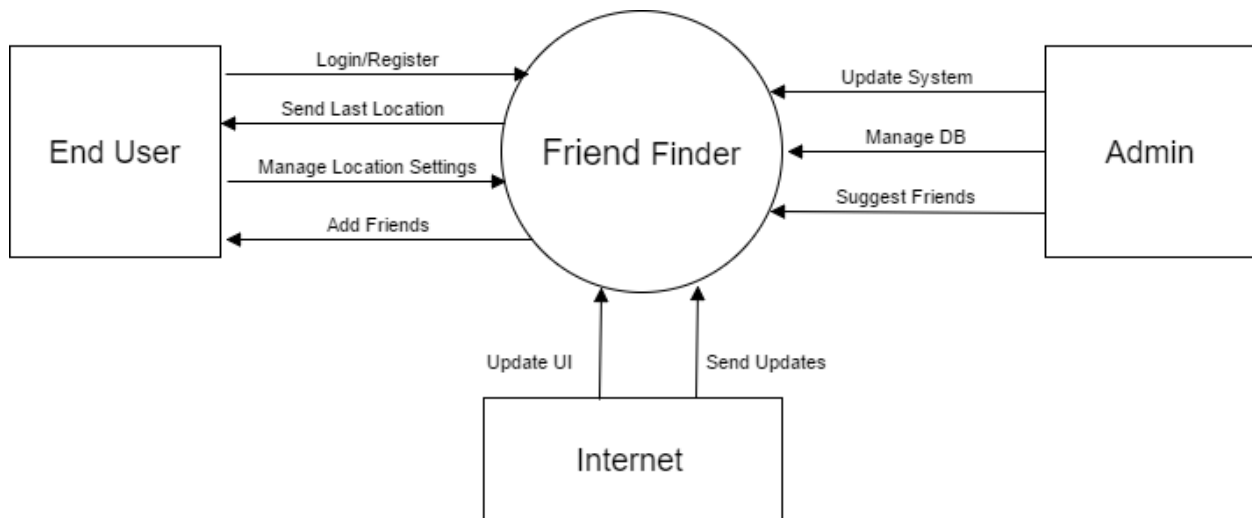 Login/Register
Send Last Location
End User
Manage Location Settings
Add Friends
Friend Finder
Update System
Manage DB
Suggest Friends
Admin
Update UI
Send Updates
Internet